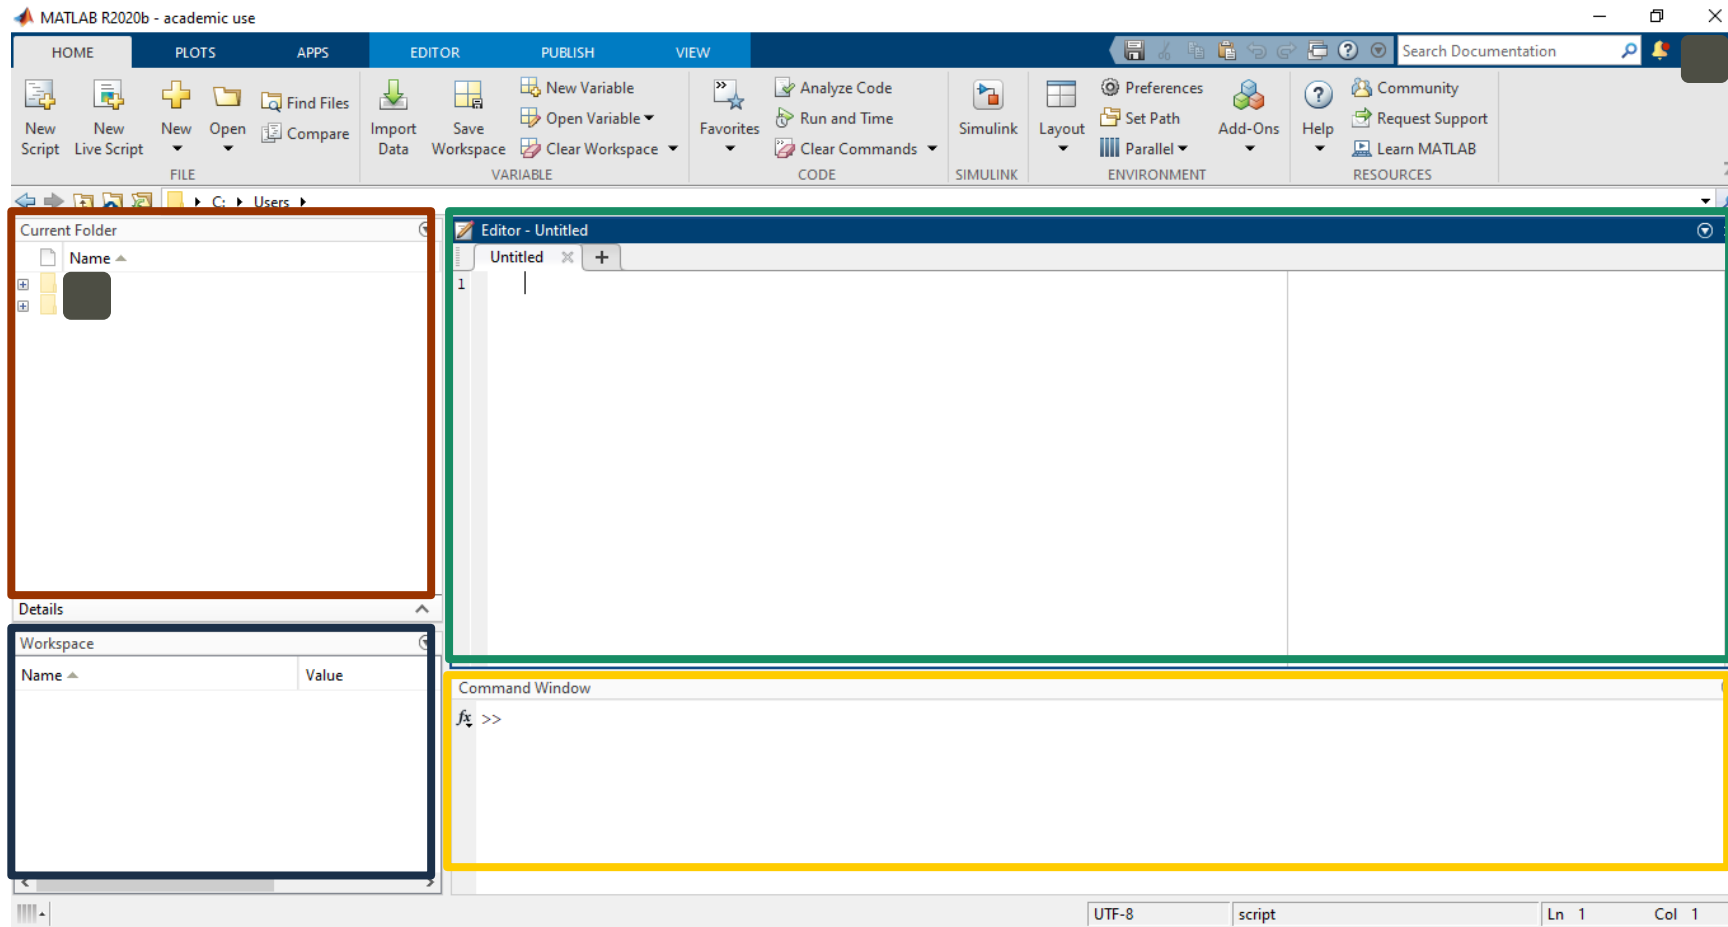 MATLAB R2020b - academic use
HOME PLOTS APPS EDITOR PUBLISH VIEW
Search Documentation
New Script
New Live Script
New
Open
Find Files
Compare
FILE
Import Data
Save Workspace
New Variable
Open Variable
Clear Workspace
VARIABLE
Favorites
Analyze Code
Run and Time
Clear Commands
CODE
Simulink
SIMULINK
Layout
Preferences
Set Path
Parallel
Add-Ons
ENVIRONMENT
Help
Community
Request Support
Learn MATLAB
RESOURCES
C: Users
Current Folder
Name
Details
Workspace
Name Value
Editor - Untitled
Untitled +
1
Command Window
fx >>
UTF-8 script Ln 1 Col 1